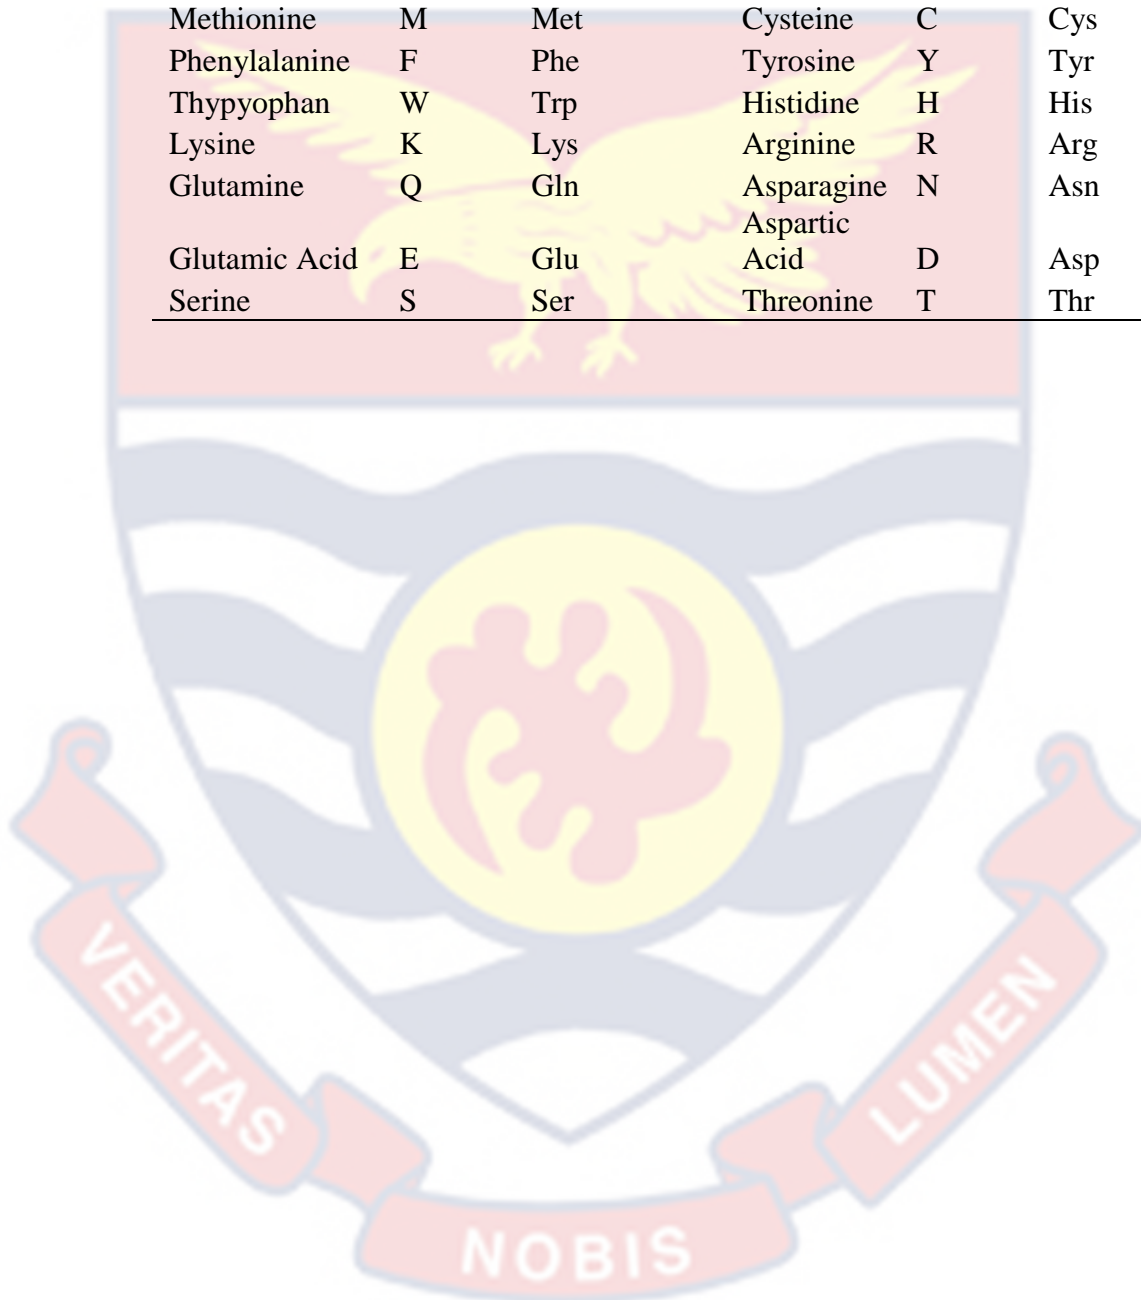 Methionine M Met Cysteine C Cys
Phenylalanine F Phe Tyrosine Y Tyr
Thypyophan W Trp Histidine H His
Lysine K Lys Arginine R Arg
Glutamine Q Gln Asparagine N Asn
Aspartic
Glutamic Acid E Glu Acid D Asp
Serine S Ser Threonine T Thr
VERITAS
NOBIS
LUMEN